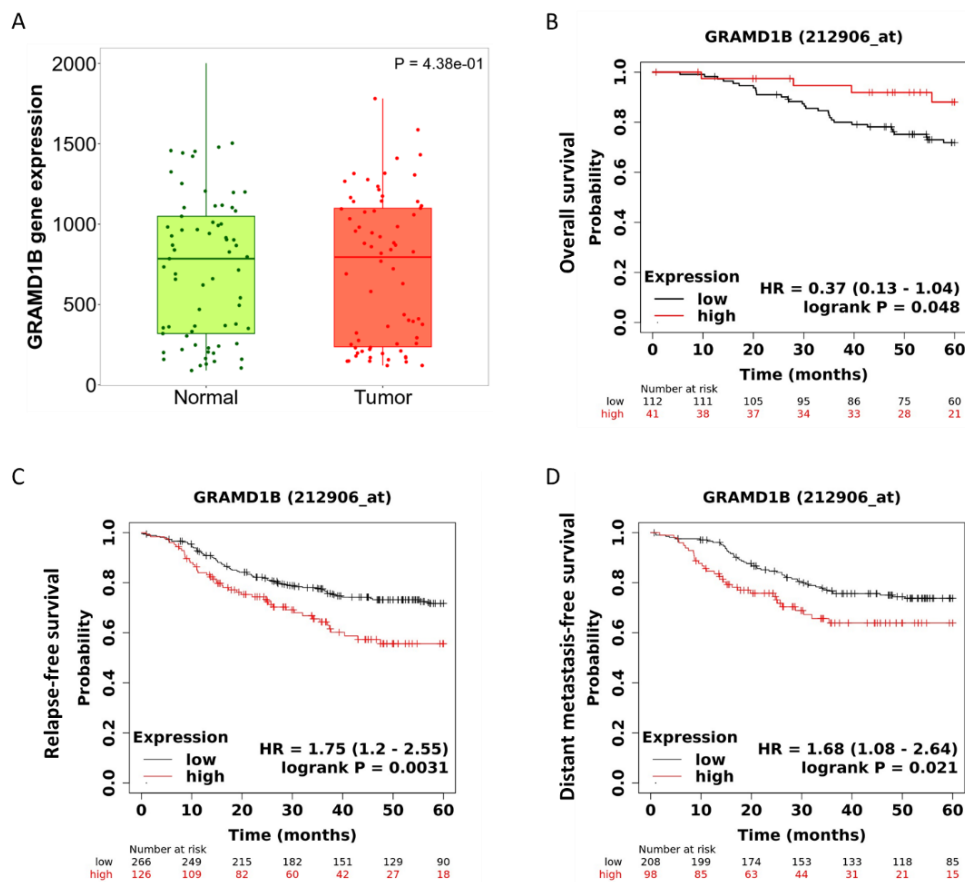 A
P = 4.38e-01
GRAMD1B gene expression
2000
1500
1000
500
0
Normal Tumor
B
GRAMD1B (212906_at)
Overall survival
Probability
1.0
0.8
0.6
0.4
0.2
0.0
Expression
low
high
HR = 0.37 (0.13 - 1.04)
logrank P = 0.048
0 10 20 30 40 50 60
Time (months)
Number at risk
low 112 111 105 95 86 75 60
high 41 38 37 34 33 28 21
C
GRAMD1B (212906_at)
Relapse-free survival
Probability
1.0
0.8
0.6
0.4
0.2
0.0
Expression
low
high
HR = 1.75 (1.2 - 2.55)
logrank P = 0.0031
0 10 20 30 40 50 60
Time (months)
Number at risk
low 266 249 215 182 151 129 90
high 126 109 82 60 42 27 18
D
GRAMD1B (212906_at)
Distant metastasis-free survival
Probability
1.0
0.8
0.6
0.4
0.2
0.0
Expression
low
high
HR = 1.68 (1.08 - 2.64)
logrank P = 0.021
0 10 20 30 40 50 60
Time (months)
Number at risk
low 208 199 174 153 133 118 85
high 98 85 63 44 31 21 15